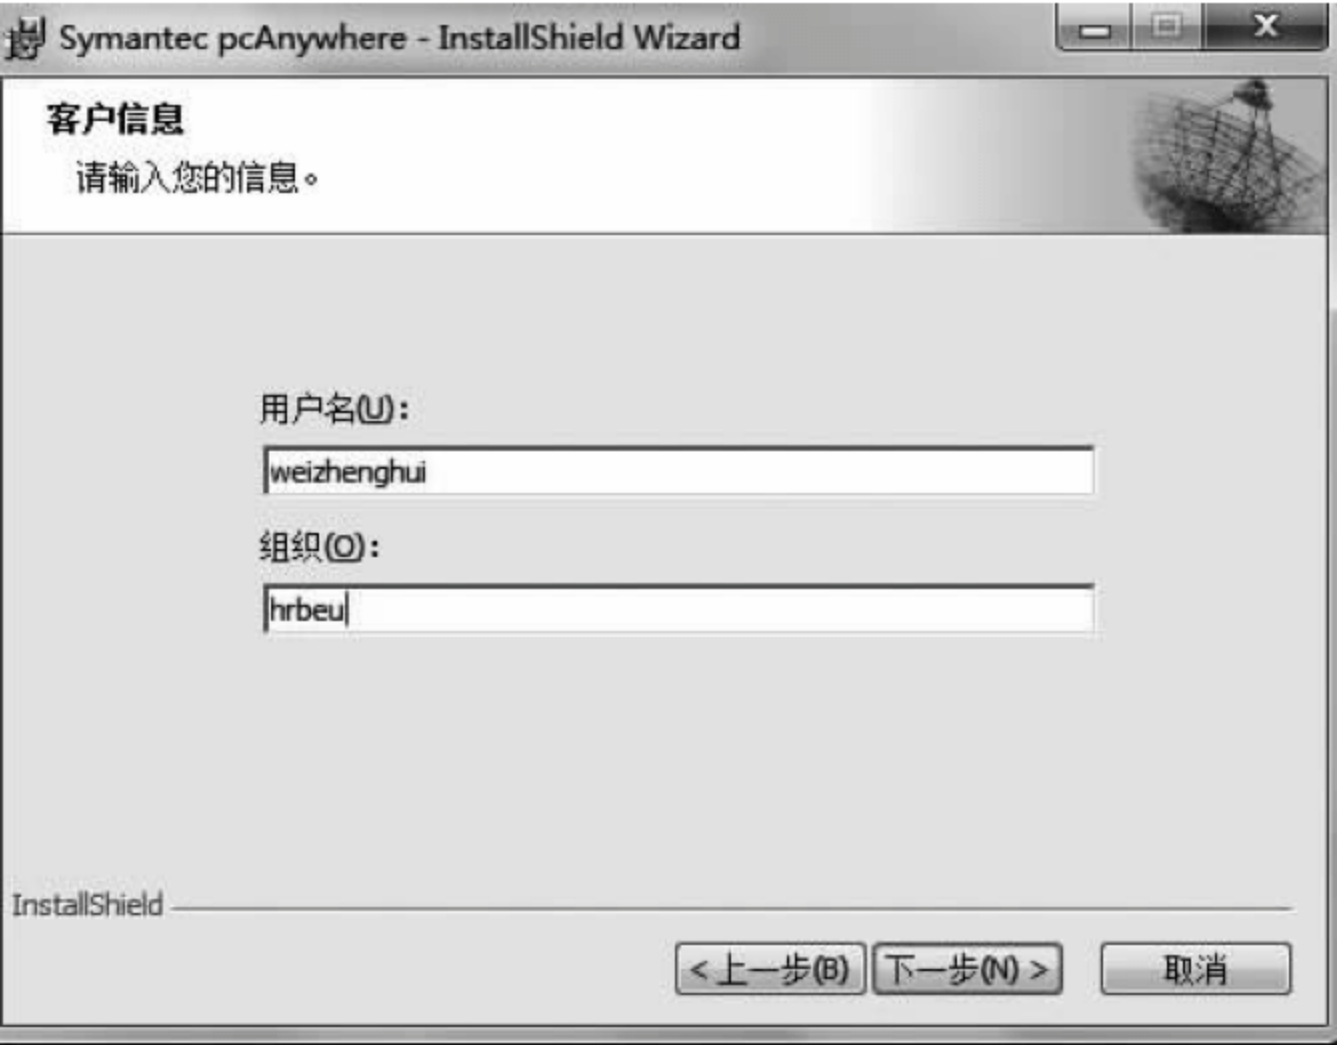 Symantec pcAnywhere - InstallShield Wizard
客户信息
请输入您的信息。
用户名(U):
weizhenghui
组织(O):
hrbeu
InstallShield
<上一步(B) 下一步(N) > 取消